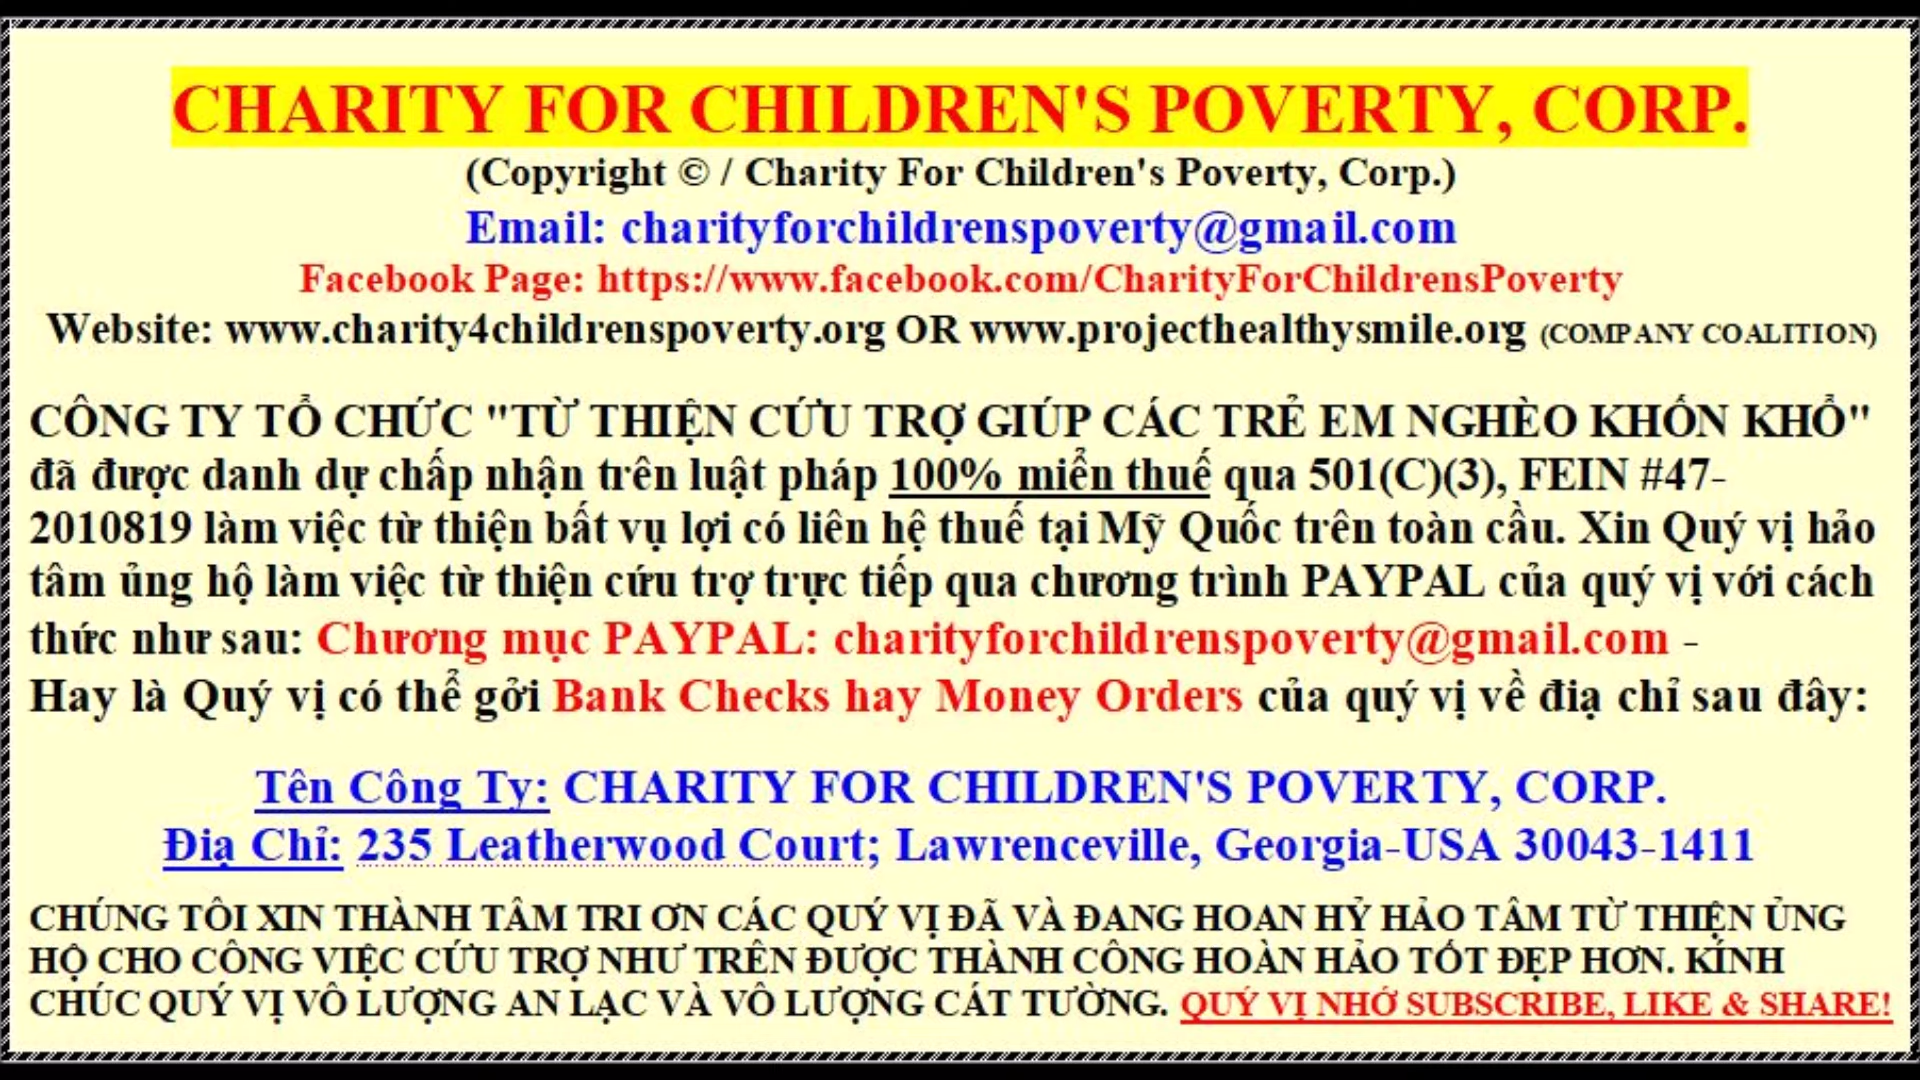 CHARITY FOR CHILDREN'S POVERTY, CORP.
(Copyright © / Charity For Children's Poverty, Corp.)
Email: charityforchildrenspoverty@gmail.com
Facebook Page: https://www.facebook.com/CharityForChildrensPoverty
Website: www.charity4childrenspoverty.org OR www.projecthealthysmile.org (COMPANY COALITION)
CÔNG TY TỔ CHỨC "TỪ THIỆN CỨU TRỢ GIÚP CÁC TRẺ EM NGHÈO KHỐN KHỔ"
đã được danh dự chấp nhận trên luật pháp 100% miễn thuế qua 501(C)(3), FEIN #47-
2010819 làm việc từ thiện bất vụ lợi có liên hệ thuế tại Mỹ Quốc trên toàn cầu. Xin Quý vị hảo
tâm ủng hộ làm việc từ thiện cứu trợ trực tiếp qua chương trình PAYPAL của quý vị với cách
thức như sau: Chương mục PAYPAL: charityforchildrenspoverty@gmail.com -
Hay là Quý vị có thể gởi Bank Checks hay Money Orders của quý vị về địa chỉ sau đây:
Tên Công Ty: CHARITY FOR CHILDREN'S POVERTY, CORP.
Địa Chỉ: 235 Leatherwood Court; Lawrenceville, Georgia-USA 30043-1411
CHÚNG TÔI XIN THÀNH TÂM TRI ƠN CÁC QUÝ VỊ ĐÃ VÀ ĐANG HOAN HỶ HẢO TÂM TỪ THIỆN ỦNG
HỘ CHO CÔNG VIỆC CỨU TRỢ NHƯ TRÊN ĐƯỢC THÀNH CÔNG HOÀN HẢO TỐT ĐẸP HƠN. KÍNH
CHÚC QUÝ VỊ VÔ LƯỢNG AN LẠC VÀ VÔ LƯỢNG CÁT TƯỜNG. QUÝ VỊ NHỚ SUBSCRIBE, LIKE & SHARE!